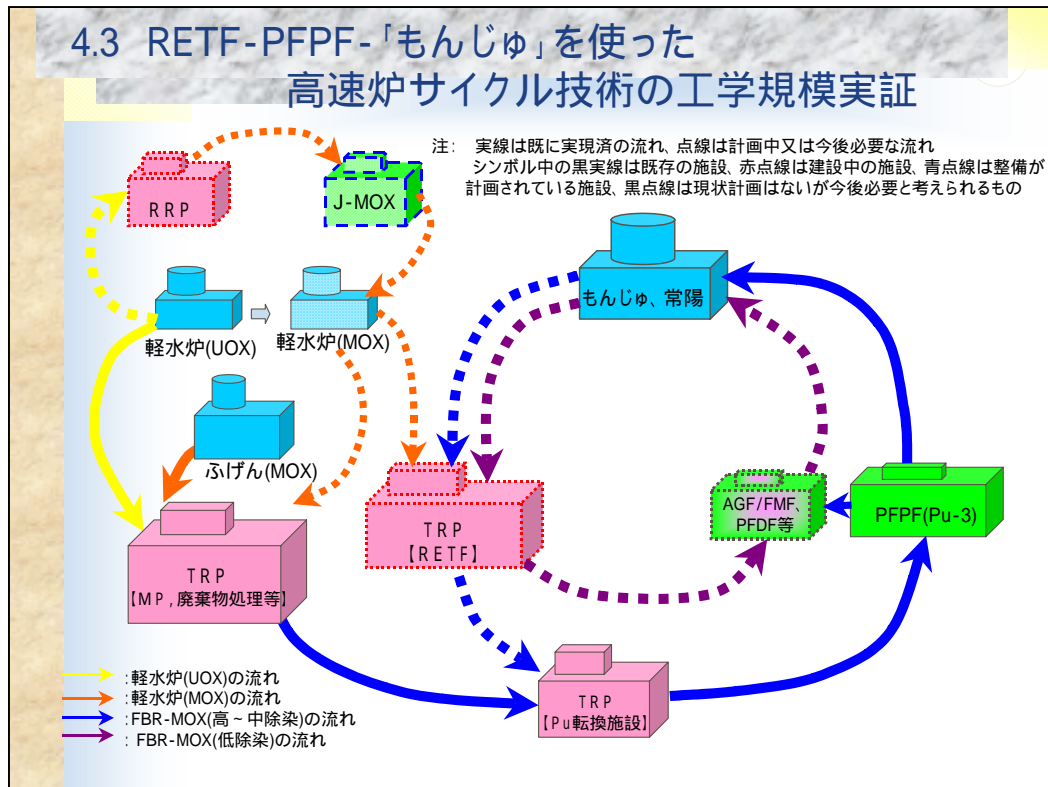 4.3 RETF-PFPF-「もんじゅ」を使った
高速炉サイクル技術の工学規模実証
注: 実線は既に実現済の流れ、点線は計画中又は今後必要な流れ
シンボル中の黒実線は既存の施設、赤点線は建設中の施設、青点線は整備が
計画されている施設、黒点線は現状計画はないが今後必要と考えられるもの
RRP
J-MOX
もんじゅ、常陽
軽水炉(UOX)
軽水炉(MOX)
ふげん(MOX)
TRP
【RETF】
AGF/FMF、
PFDF等
PFPF(Pu-3)
TRP
【MP,廃棄物処理等】
TRP
【Pu転換施設】
:軽水炉(UOX)の流れ
:軽水炉(MOX)の流れ
:FBR-MOX(高~中除染)の流れ
: FBR-MOX(低除染)の流れ